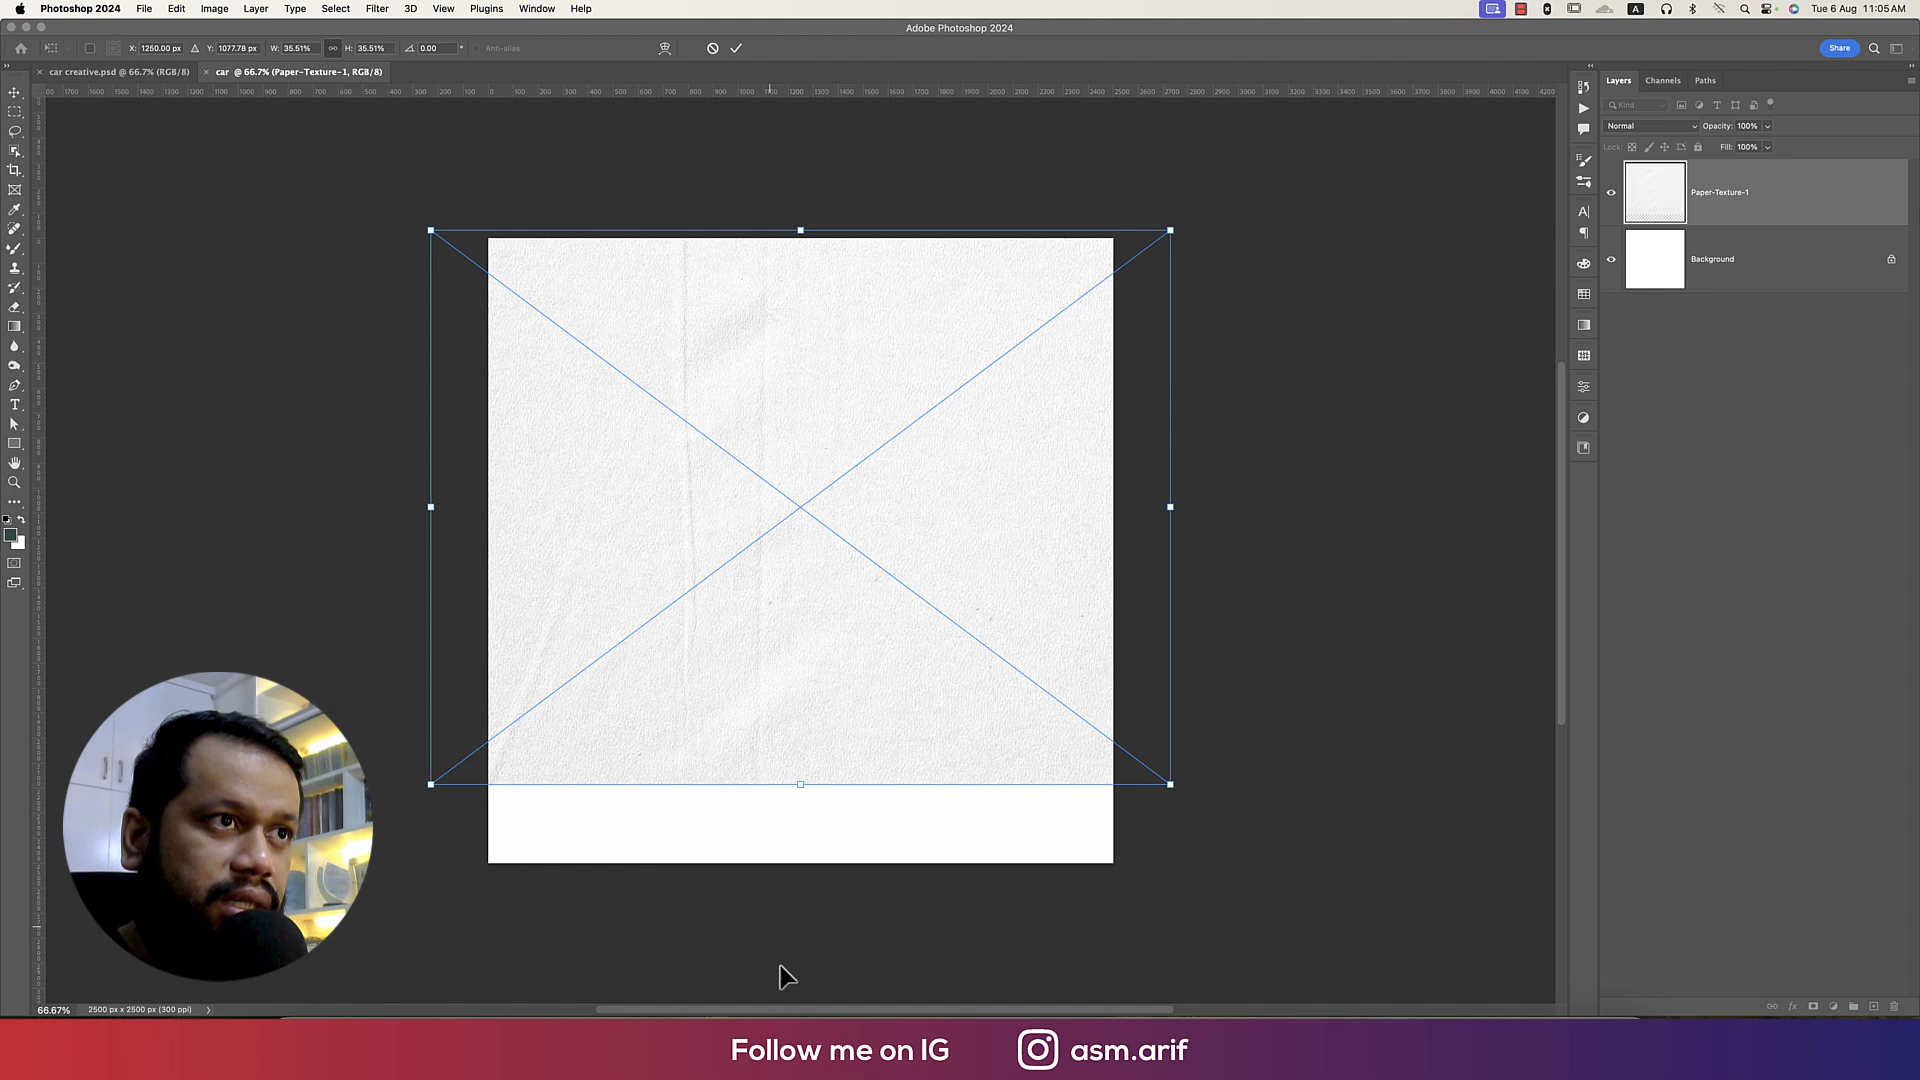 Photoshop 2024 File Edit Image Layer Type Select Filter 3D View Plugins Window Help
A Tue 6 Aug 11:05 AM
Adobe Photoshop 2024
X: 1250.00 px Y: 1077.78 px W: 35.51% H: 35.51% 0.00 ° Anti-alias
Share
car creative.psd @ 66.7% (RGB/8)
car @ 66.7% (Paper-Texture-1, RGB/8)
Layers Channels Paths
Kind
Normal Opacity: 100%
Lock: Fill: 100%
Paper-Texture-1
Background
66.67% 2500 px x 2500 px (300 ppi)
Follow me on IG asm.arif